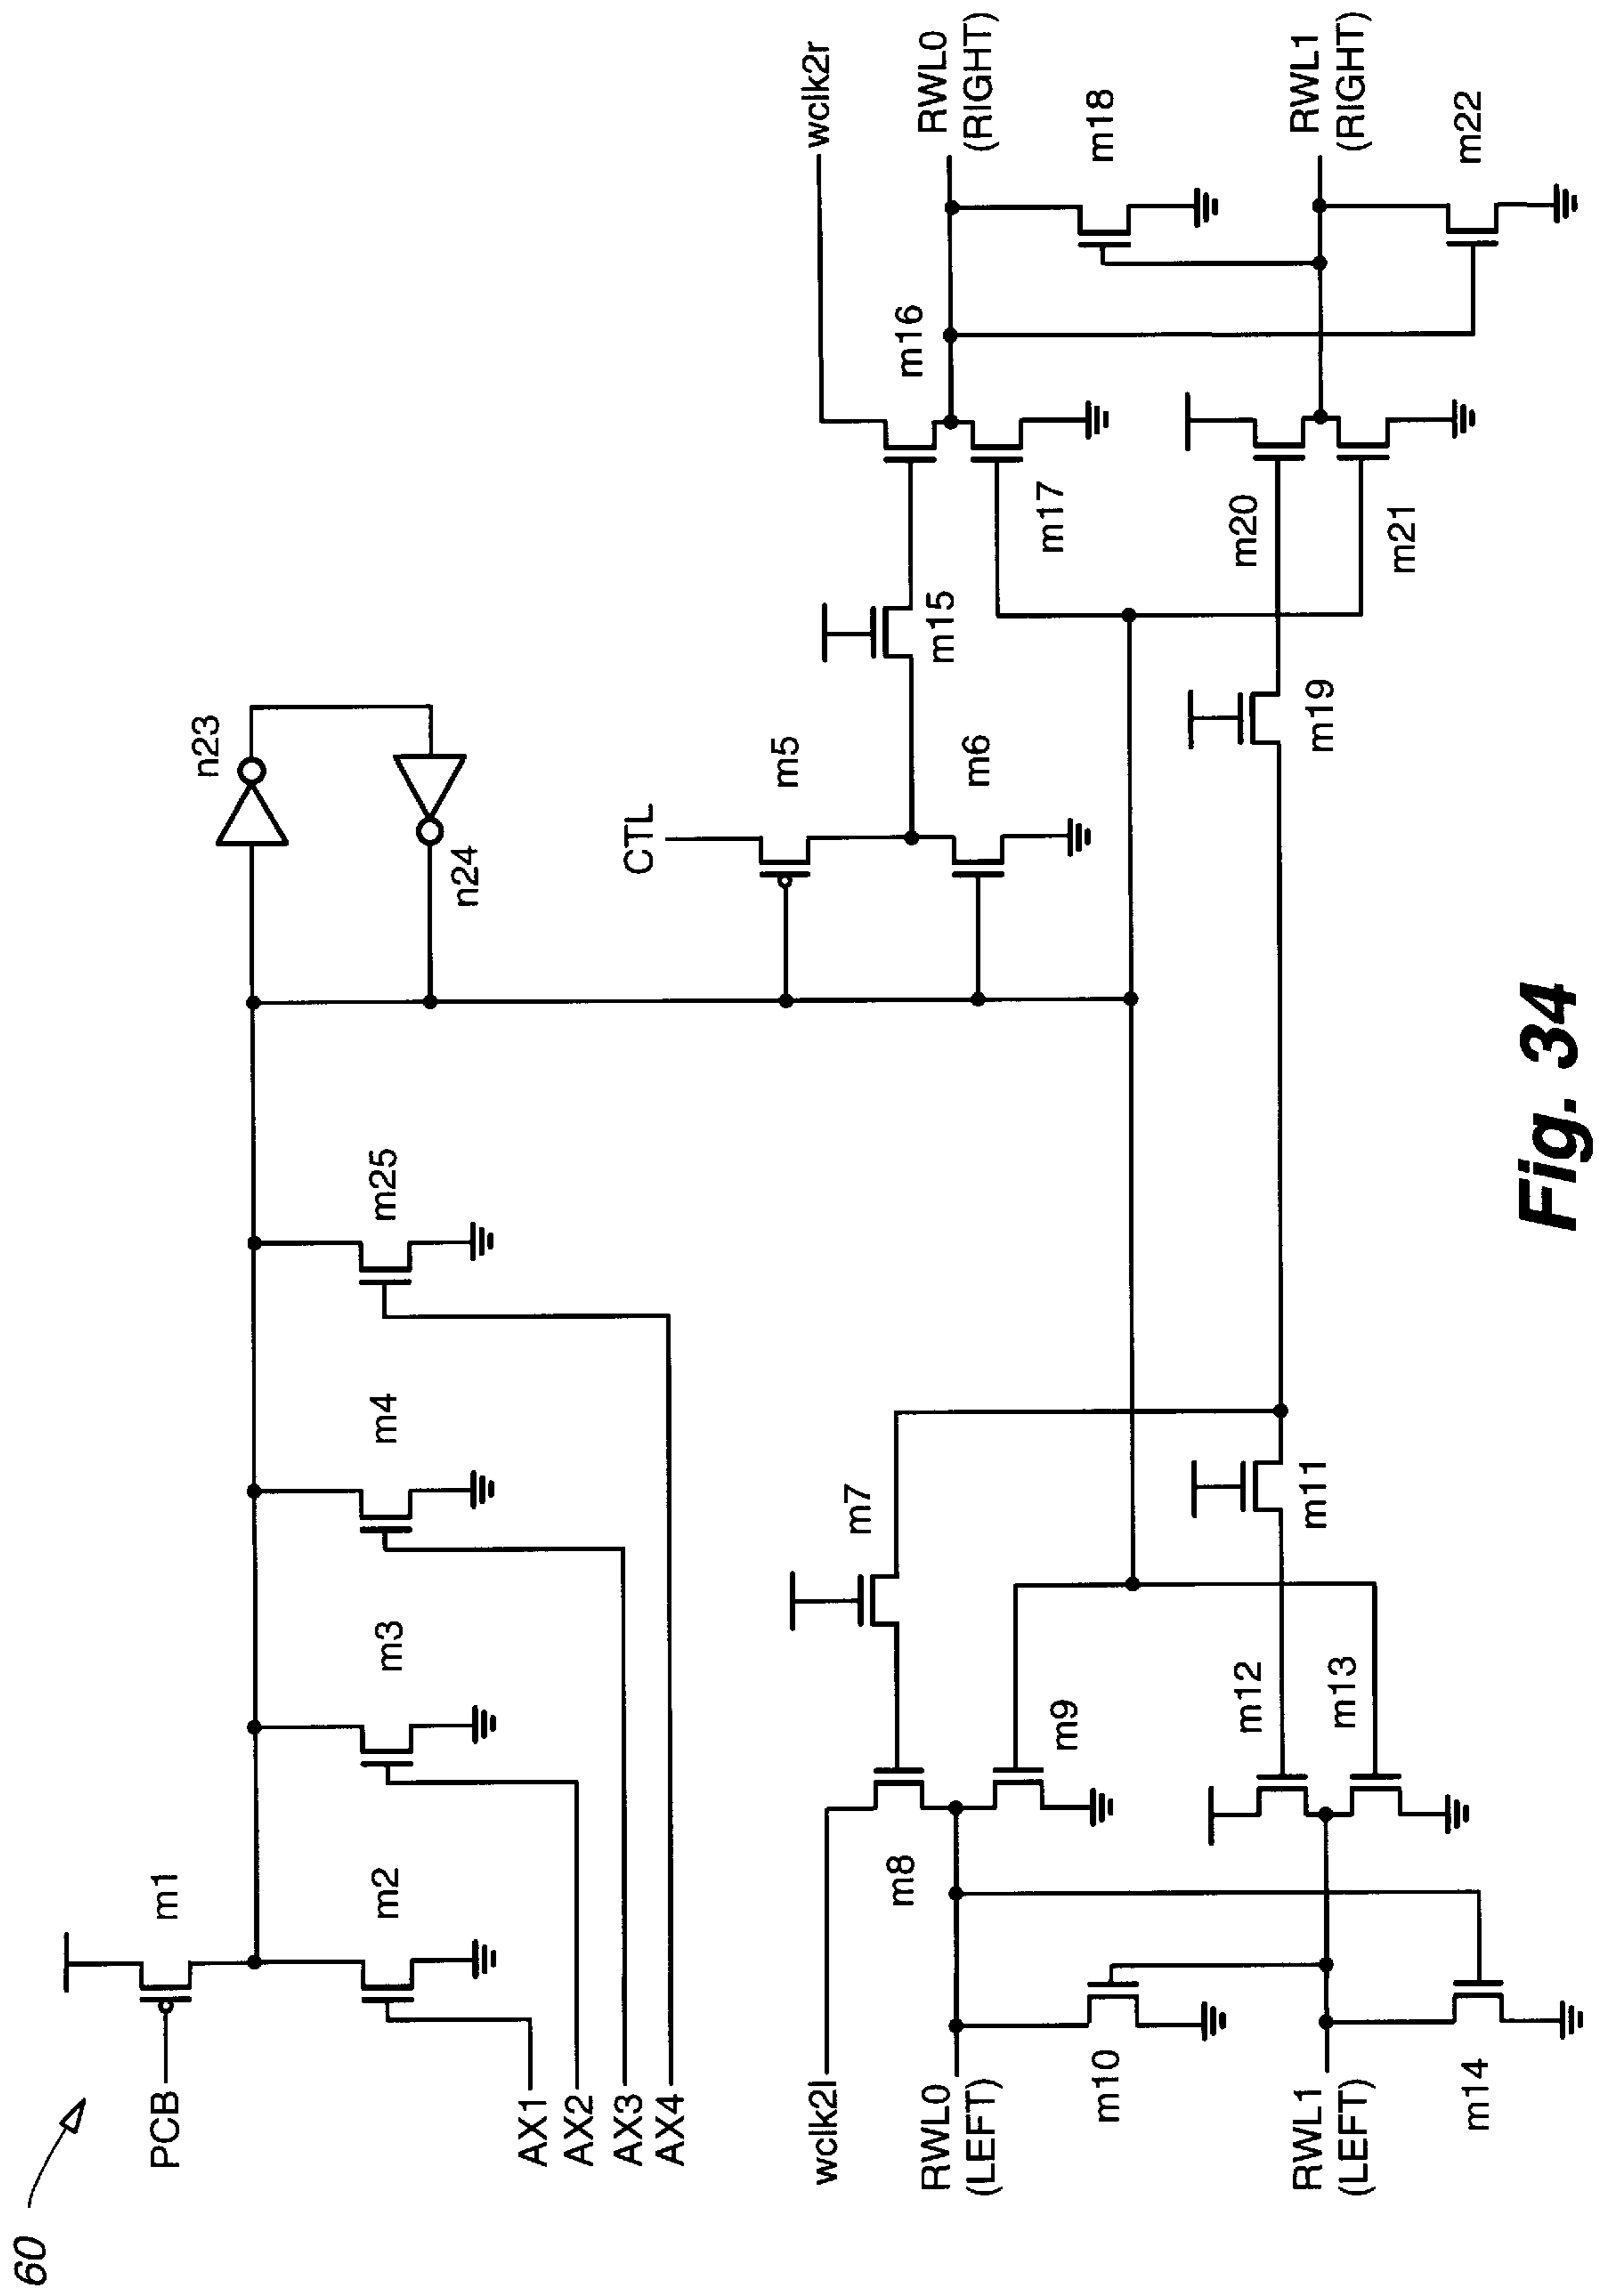 60
PCB
m1
AX1
AX2
AX3
AX4
m2
m3
m4
m25
n23
n24
CTL
m5
m6
m15
wclk2r
m16
RWL0
(RIGHT)
m17
m18
m19
m20
m21
RWL1
(RIGHT)
m22
wclk2l
RWL0
(LEFT)
m7
m8
m9
m10
m11
m12
m13
RWL1
(LEFT)
m14
Fig. 34